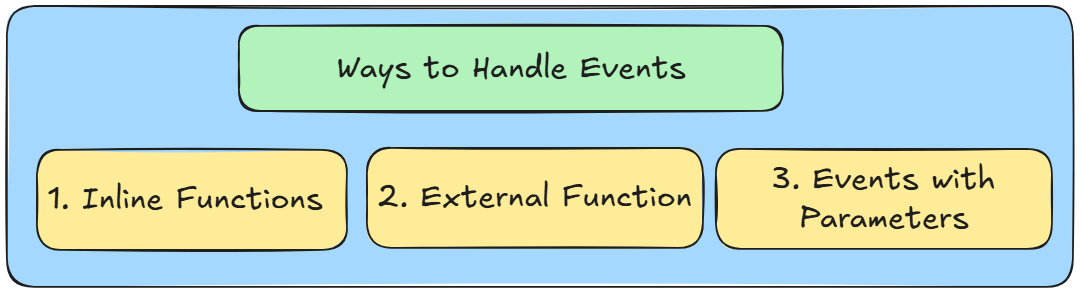 Ways to Handle Events
1. Inline Functions
2. External Function
3. Events with
Parameters